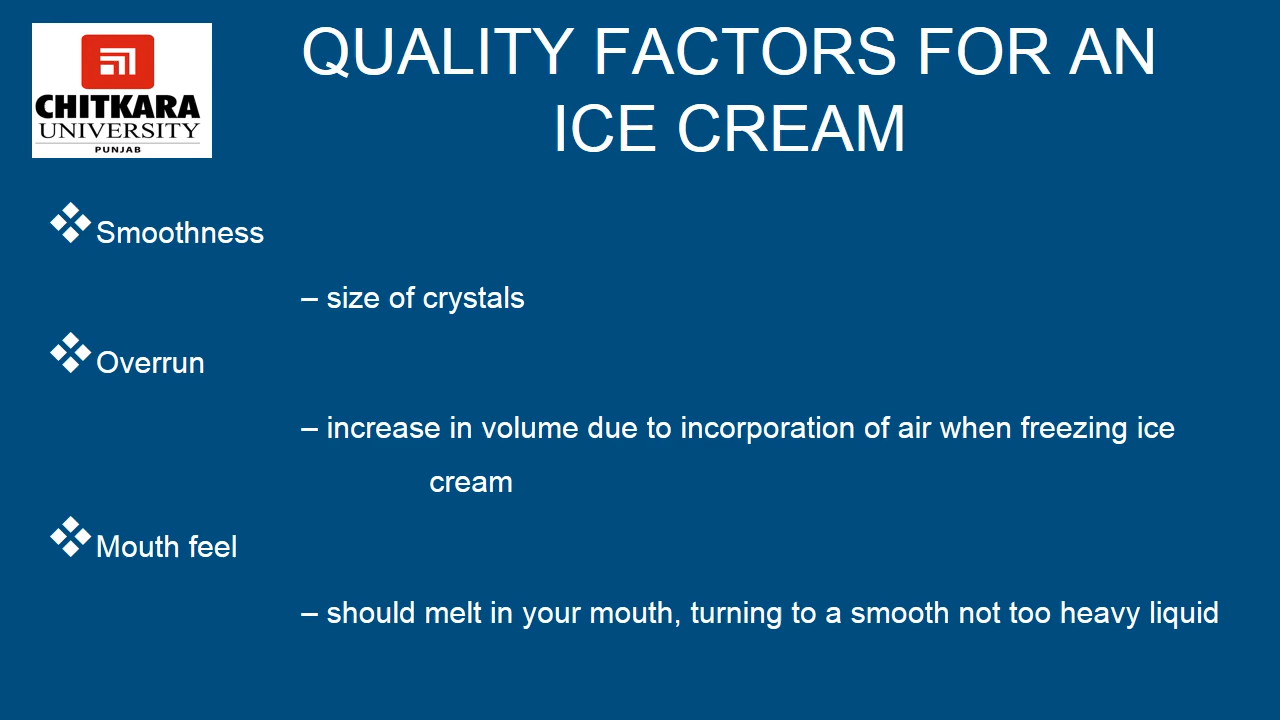 CHITKARA
UNIVERSITY
PUNJAB
QUALITY FACTORS FOR AN
ICE CREAM
❖Smoothness
– size of crystals
❖Overrun
– increase in volume due to incorporation of air when freezing ice
cream
❖Mouth feel
– should melt in your mouth, turning to a smooth not too heavy liquid